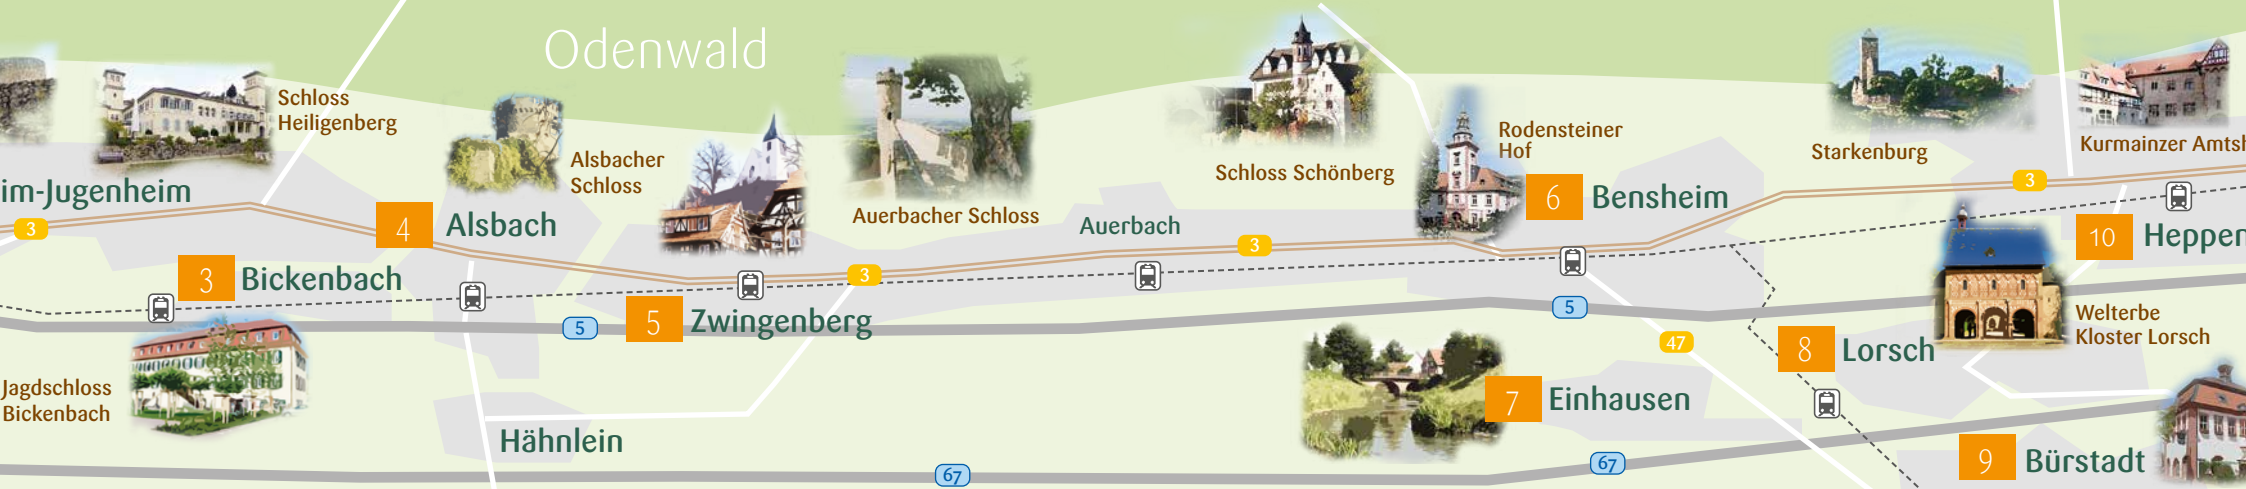 Odenwald
Schloss
Heiligenberg
Alsbacher
Schloss
Auerbacher Schloss
Schloss Schönberg
Rodensteiner
Hof
Starkenburg
Kurmainzer Amtsh
im-Jugenheim
3
4 Alsbach
Auerbach
3
6 Bensheim
3
10 Heppen
3 Bickenbach
3
5
5 Zwingenberg
5
47
8 Lorsch
Welterbe
Kloster Lorsch
Jagdschloss
Bickenbach
7 Einhausen
Hähnlein
67
67
9 Bürstadt